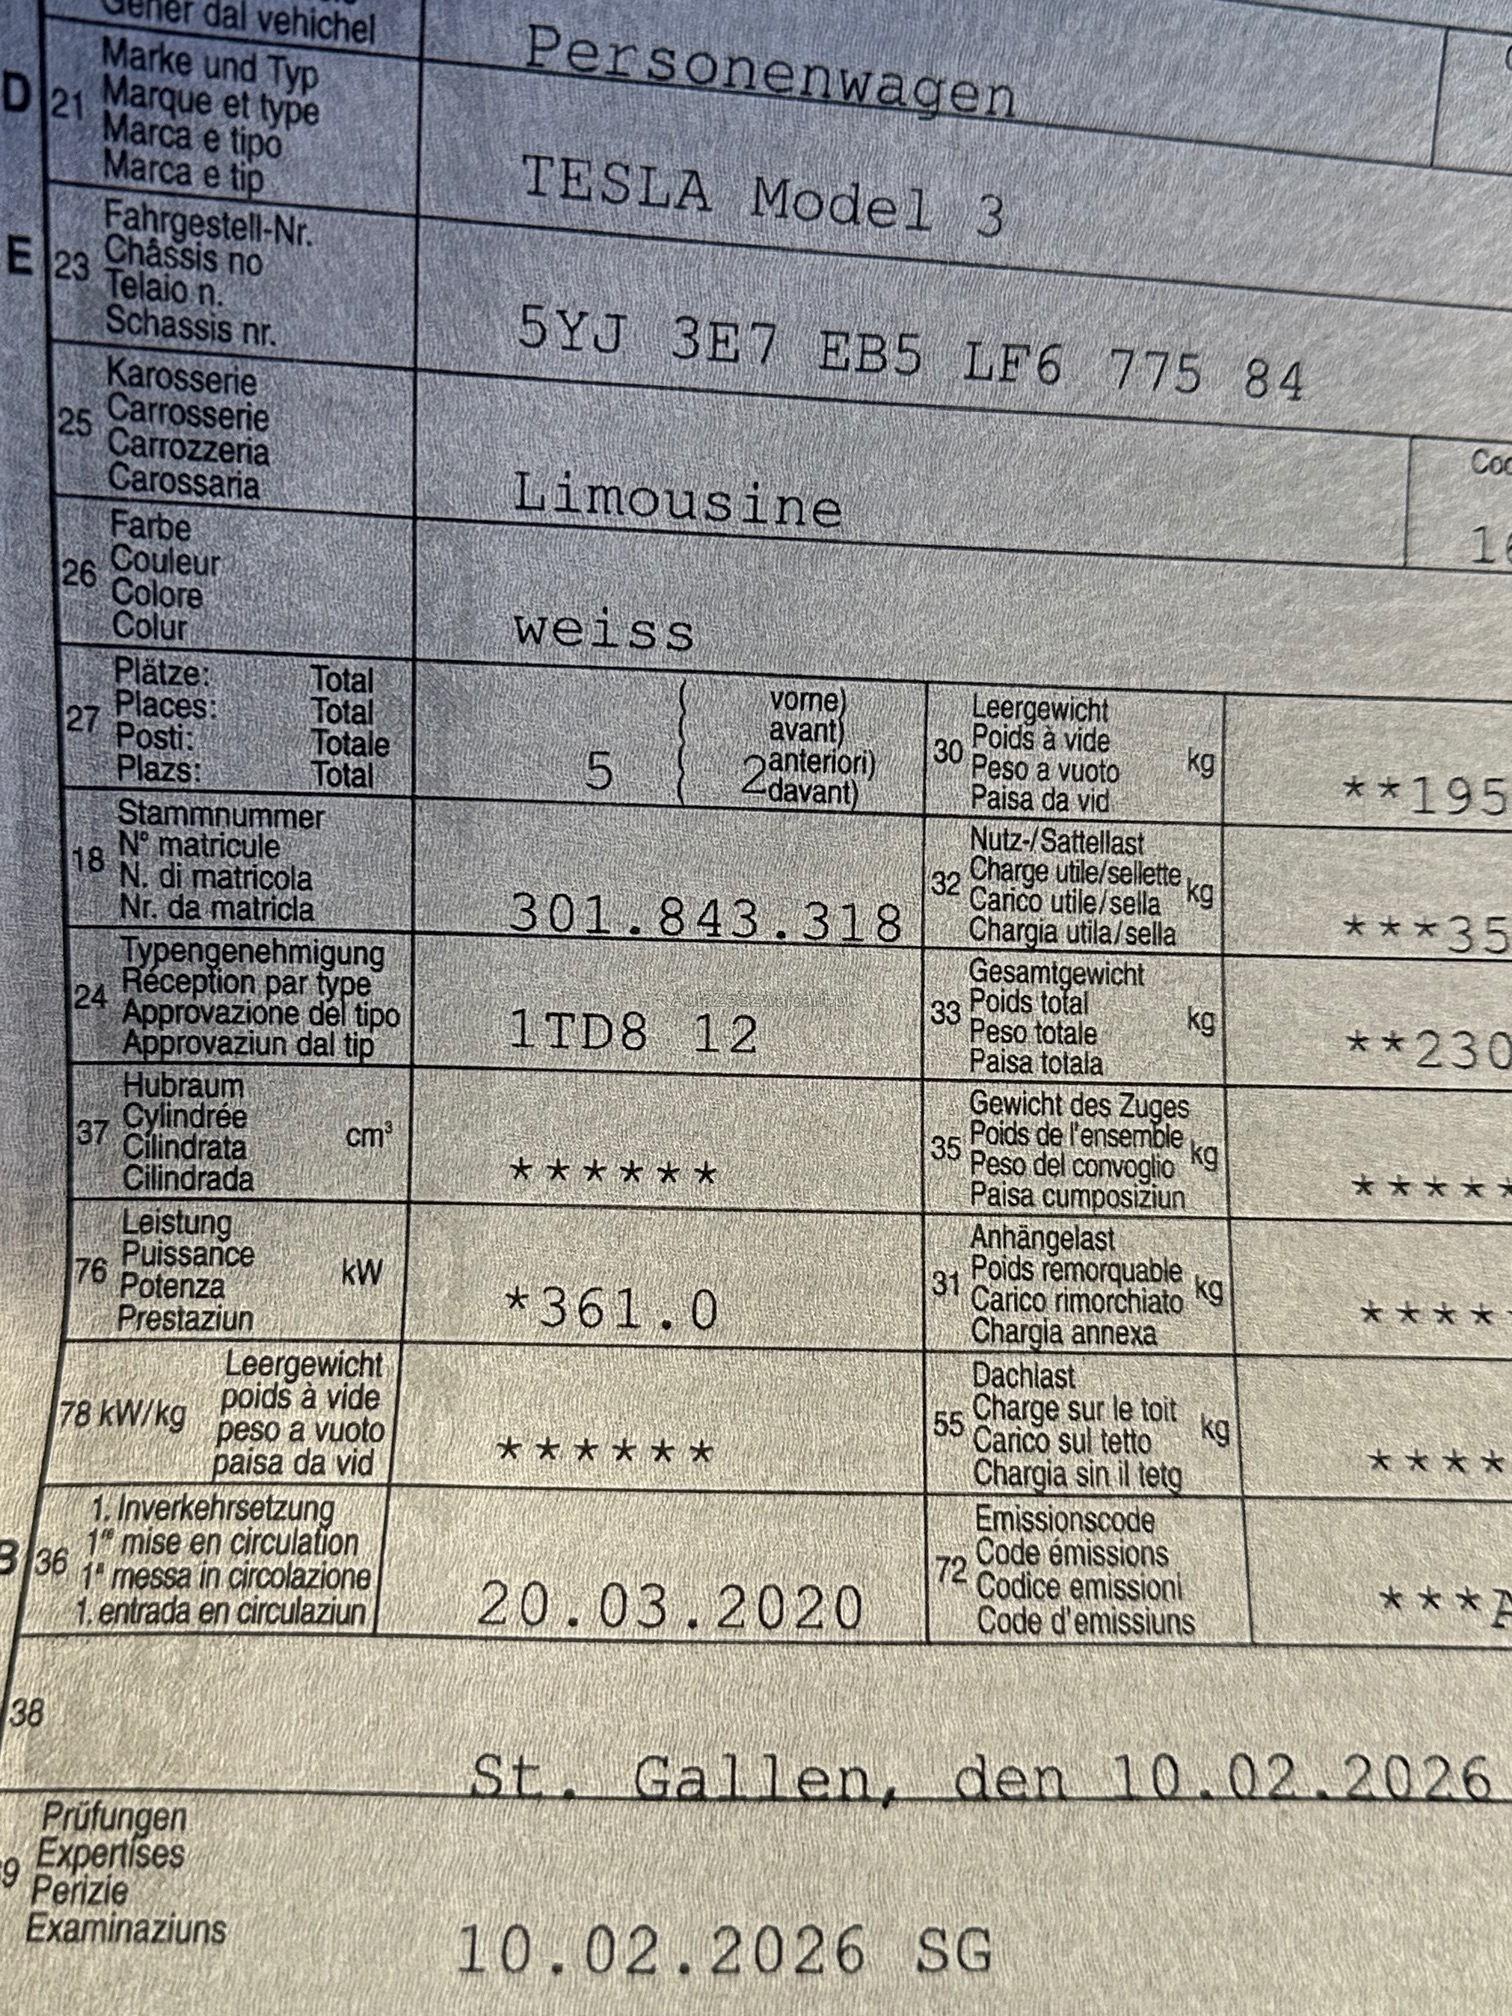 Gener dal vehichel
Personenwagen
D 21 Marke und Typ
Marque et type
Marca e tipo
Marca e tip
TESLA Model 3
E 23 Fahrgestell-Nr.
Châssis no
Telaio n.
Schassis nr.
5YJ 3E7 EB5 LF6 775 84
25 Karosserie
Carrosserie
Carrozzeria
Carossaria
Limousine
26 Farbe
Couleur
Colore
Colur
weiss
27 Plätze: Total
Places: Total
Posti: Totale
Plazs: Total
5
2
vorne)
avant)
anteriori)
davant)
30 Leergewicht
Poids à vide
Peso a vuoto
Paisa da vid
kg
**195
18 Stammnummer
N° matricule
N. di matricola
Nr. da matricla
301.843.318
32 Nutz-/Sattellast
Charge utile/sellette
Carico utile/sella
Chargia utila/sella
kg
***35
24 Typengenehmigung
Réception par type
Approvazione del tipo
Approvaziun dal tip
1TD8 12
33 Gesamtgewicht
Poids total
Peso totale
Paisa totala
kg
**230
37 Hubraum
Cylindrée
Cilindrata
Cilindrada
cm³
******
35 Gewicht des Zuges
Poids de l'ensemble
Peso del convoglio
Paisa cumposiziun
kg
*****
76 Leistung
Puissance
Potenza
Prestaziun
kW
*361.0
31 Anhängelast
Poids remorquable
Carico rimorchiato
Chargia annexa
kg
****
78 kW/kg
Leergewicht
poids à vide
peso a vuoto
paisa da vid
******
55 Dachlast
Charge sur le toit
Carico sul tetto
Chargia sin il tetg
kg
****
B 36 1. Inverkehrsetzung
1re mise en circulation
1a messa in circolazione
1. entrada en circulaziun
20.03.2020
72 Emissionscode
Code émissions
Codice emissioni
Code d'emissiuns
***A
38
St. Gallen, den 10.02.2026
Prüfungen
Expertises
Perizie
Examinaziuns
10.02.2026 SG